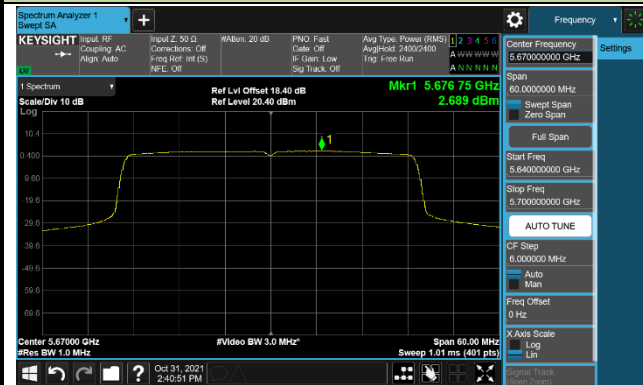 Spectrum Analyzer 1
Swept SA
Frequency
KEYSIGHT
Input: RF
Coupling: AC
Align: Auto
Input Z: 50 Ω
Corrections: Off
Freq Ref: Int (S)
NFE: Off
#Atten: 20 dB
PNO: Fast
Gate: Off
IF Gain: Low
Sig Track: Off
Avg Type: Power (RMS)
Avg|Hold: 2400/2400
Trig: Free Run
1 2 3 4 5 6
A W W W W W
A N N N N N
LXI
1 Spectrum
Scale/Div 10 dB
Log
Ref Lvl Offset 18.40 dB
Ref Level 20.40 dBm
Mkr1 5.676 75 GHz
2.689 dBm
10.4
0.400
-9.60
-19.6
-29.6
-39.6
-49.6
-59.6
-69.6
1
Center 5.67000 GHz
#Res BW 1.0 MHz
#Video BW 3.0 MHz*
Span 60.00 MHz
Sweep 1.01 ms (401 pts)
Oct 31, 2021
2:40:51 PM
Center Frequency
5.670000000 GHz
Span
60.0000000 MHz
Swept Span
Zero Span
Full Span
Start Freq
5.640000000 GHz
Stop Freq
5.700000000 GHz
AUTO TUNE
CF Step
6.000000 MHz
Auto
Man
Freq Offset
0 Hz
X Axis Scale
Log
Lin
Signal Track
(Span Zoom)
Settings